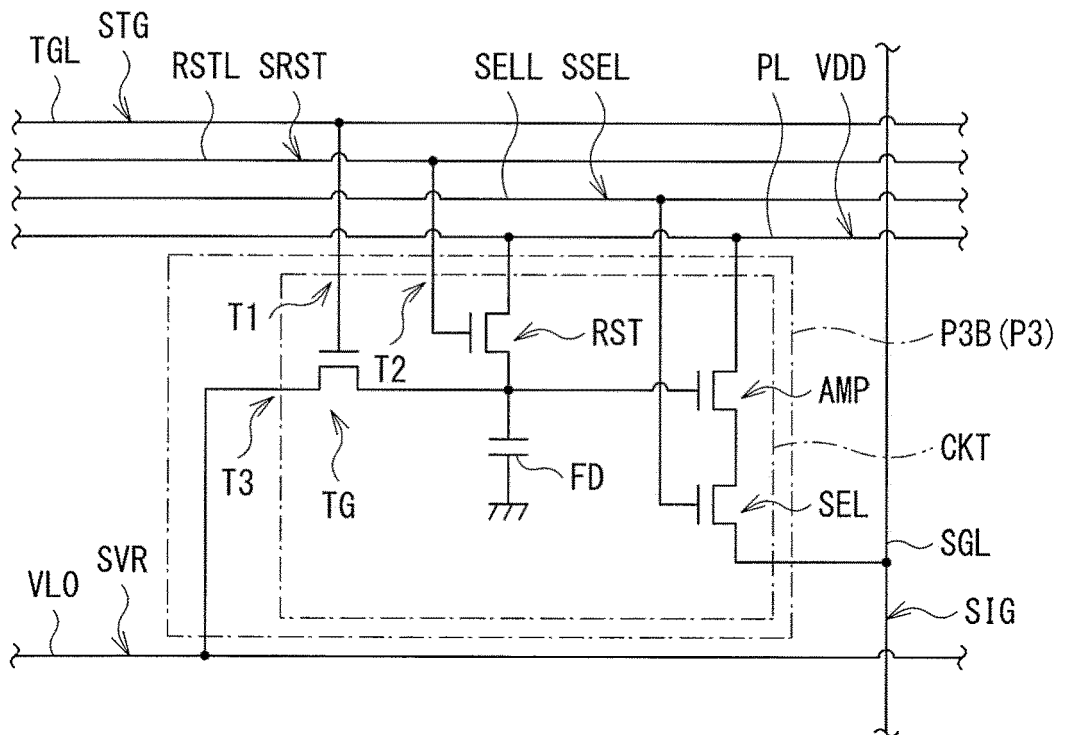 STG
TGL
RSTL
SRST
SELL
SSEL
PL
VDD
T1
T2
RST
P3B(P3)
AMP
CKT
T3
TG
FD
SEL
SGL
VLO
SVR
SIG